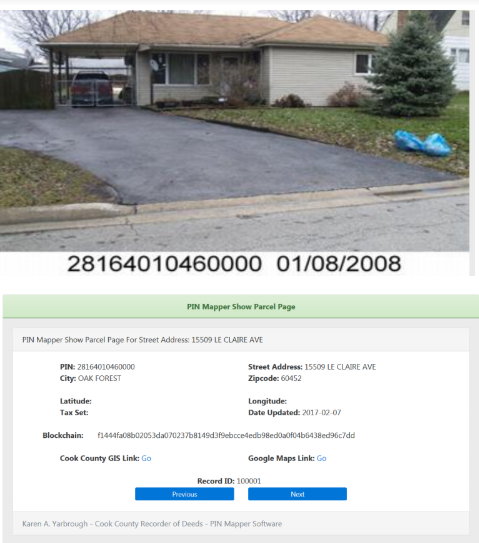 28164010460000 01/08/2008
PIN Mapper Show Parcel Page
PIN Mapper Show Parcel Page For Street Address: 15509 LE CLAIRE AVE
PIN: 28164010460000 Street Address: 15509 LE CLAIRE AVE
City: OAK FOREST Zipcode: 60452
Latitude: Longitude:
Tax Set: Date Updated: 2017-02-07
Blockchain: f1444fa08b02053da070237b8149d3f9ebcce4edb98ed0a0f04b6438ed96c7dd
Cook County GIS Link: Go Google Maps Link: Go
Record ID: 100001
Previous Next
Karen A. Yarbrough - Cook County Recorder of Deeds - PIN Mapper Software